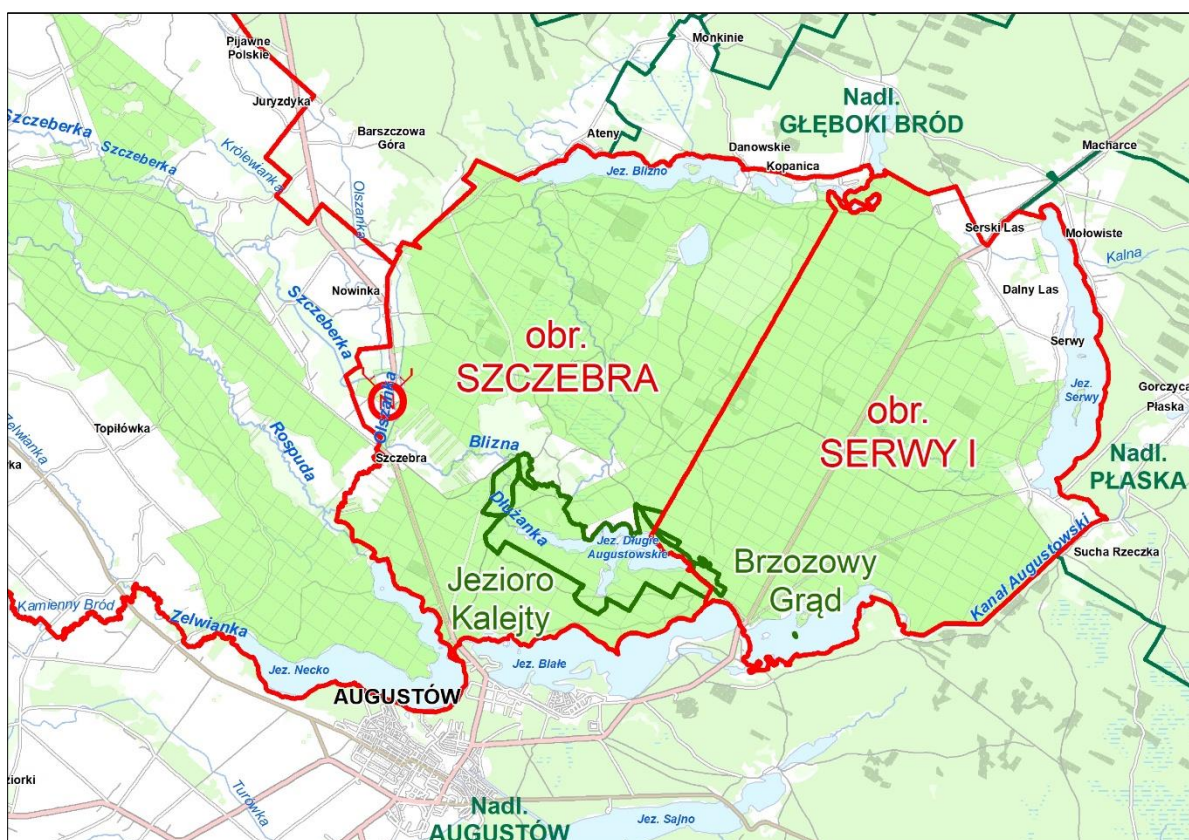 Pijawne
Polskie
Monkinie
Juryzdyka
Nadl.
GŁĘBOKI BRÓD
Szczeberka
Szczeberka
Królewianka
Barszczowa
Góra
Ateny
Danowskie
Kopanica
Macharce
Jez. Blizno
Olszanka
Serski Las
Mołowiste
Kalna
Nowinka
Dalny Las
Szczeberka
obr.
SZCZEBRA
Serwy
Jez.
Serwy
Gorczyca
Płaska
Olszanka
obr.
SERWY I
Zelwianka
Topiłówka
Rospuda
Szczebra
Blizna
Nadl.
PŁASKA
Dłużanka
Jez. Długie
Augustowskie
Kanał Augustowski
Sucha Rzeczka
Jezioro
Kalejty
Brzozowy
Grąd
Kamienny Bród
Zelwianka
Jez. Necko
Jez. Białe
AUGUSTÓW
Turówka
Nadl.
AUGUSTÓW
Jez. Sajno